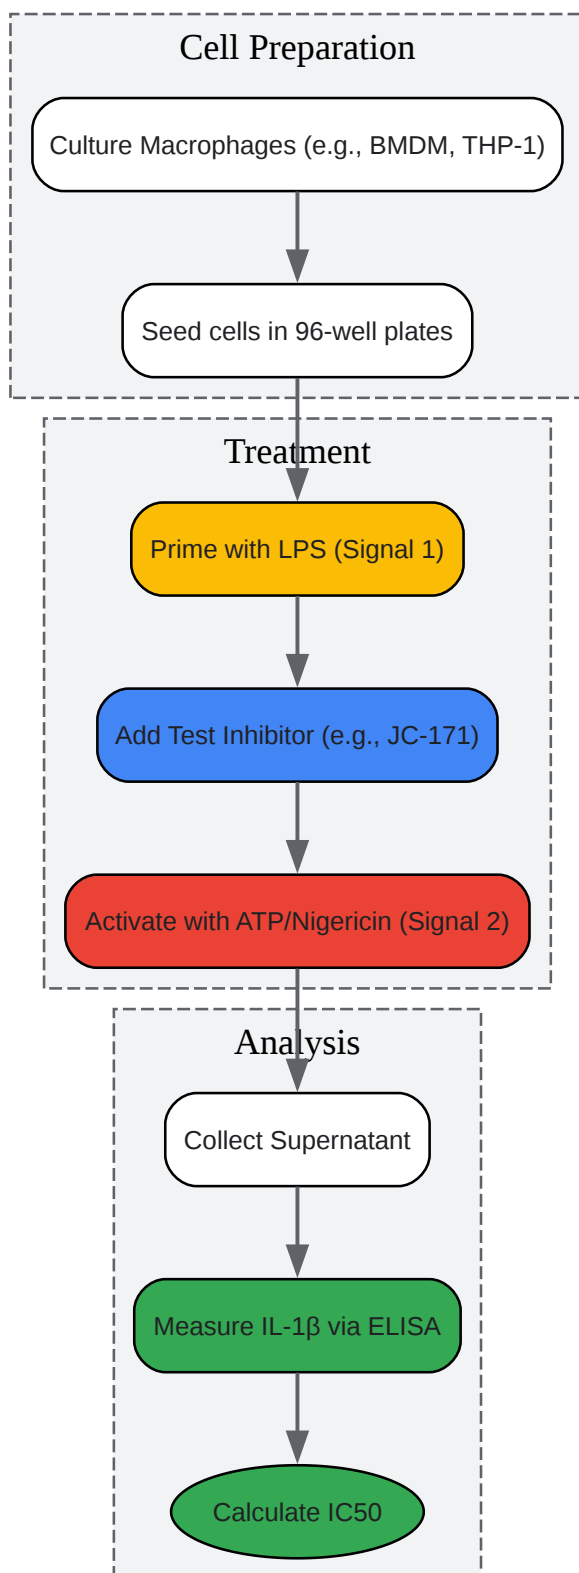 Cell Preparation
Culture Macrophages (e.g., BMDM, THP-1)
Seed cells in 96-well plates
Treatment
Prime with LPS (Signal 1)
Add Test Inhibitor (e.g., JC-171)
Activate with ATP/Nigericin (Signal 2)
Analysis
Collect Supernatant
Measure IL-1β via ELISA
Calculate IC50